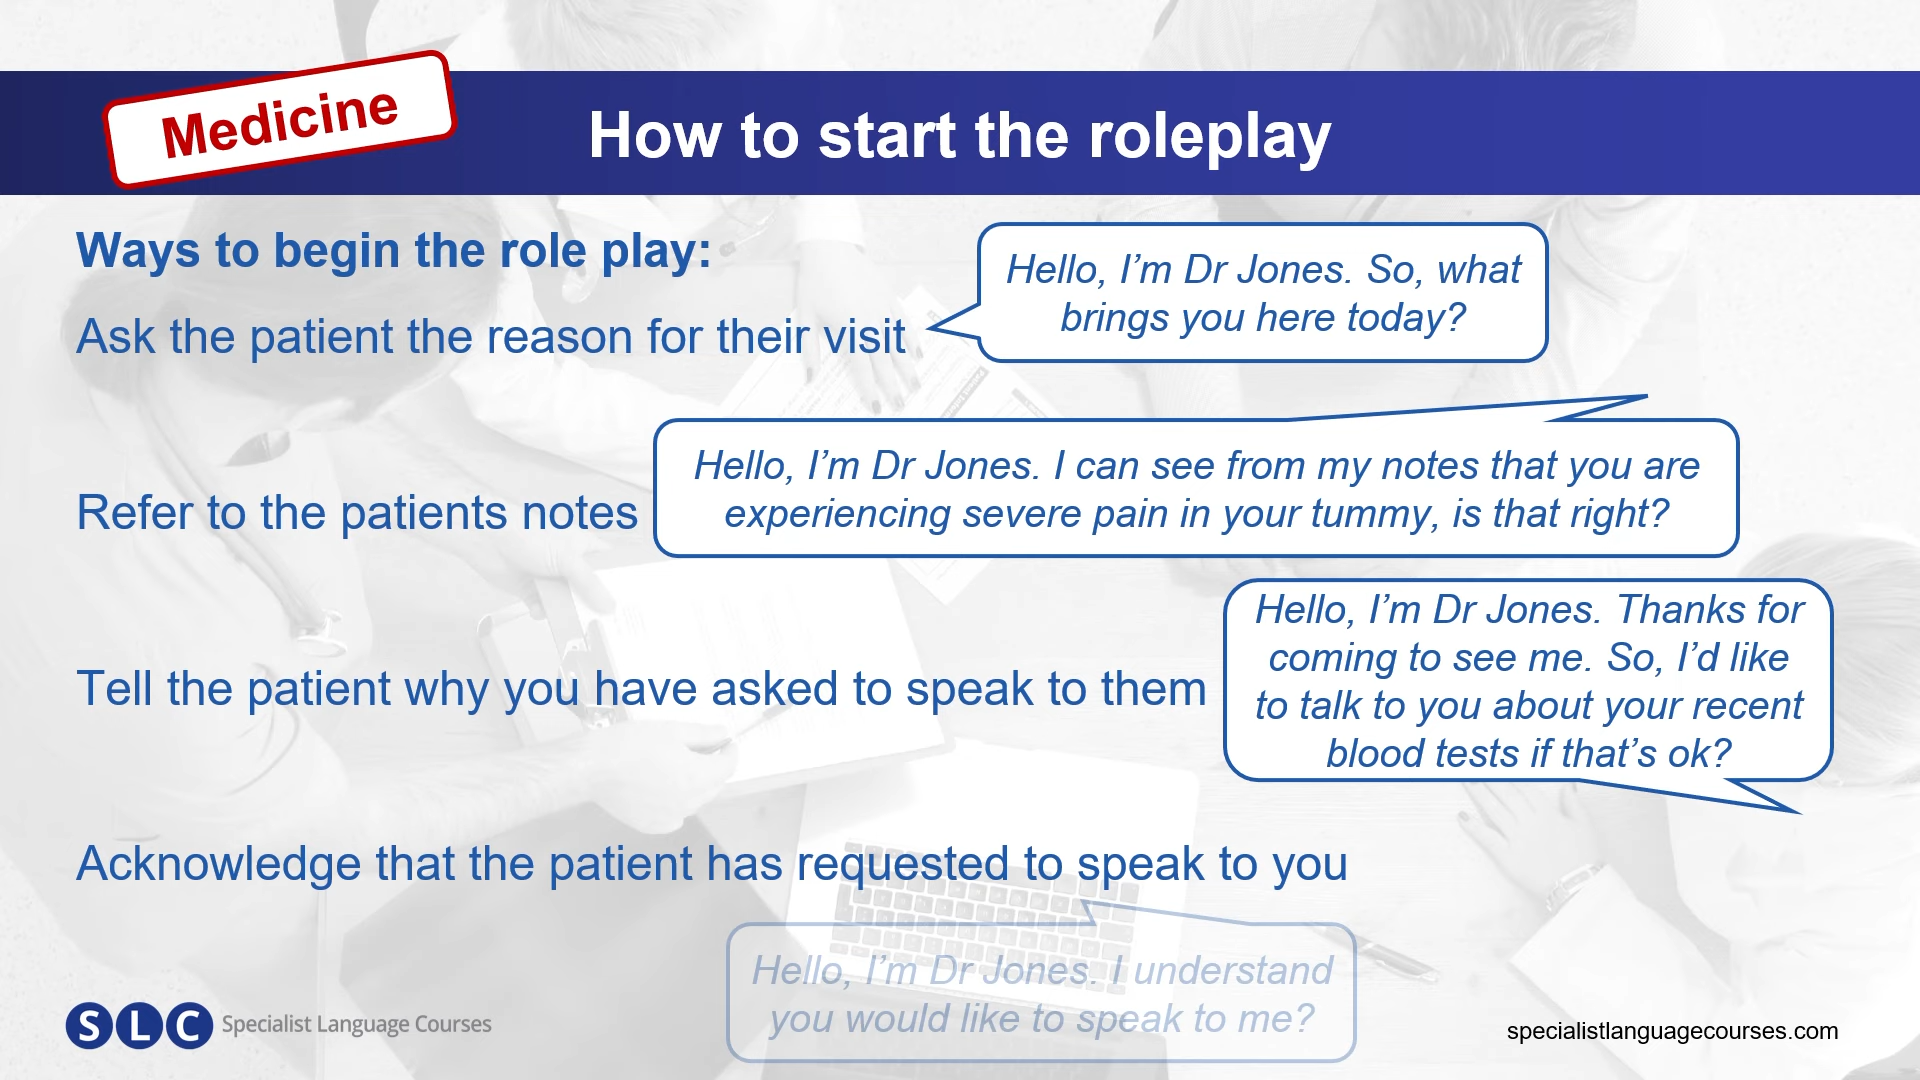 Medicine
How to start the roleplay
Ways to begin the role play:
Hello, I’m Dr Jones. So, what
brings you here today?
Ask the patient the reason for their visit
Hello, I’m Dr Jones. I can see from my notes that you are
experiencing severe pain in your tummy, is that right?
Refer to the patients notes
Hello, I’m Dr Jones. Thanks for
coming to see me. So, I’d like
to talk to you about your recent
blood tests if that’s ok?
Tell the patient why you have asked to speak to them
Acknowledge that the patient has requested to speak to you
Hello, I’m Dr Jones. I understand
you would like to speak to me?
SLC Specialist Language Courses
specialistlanguagecourses.com